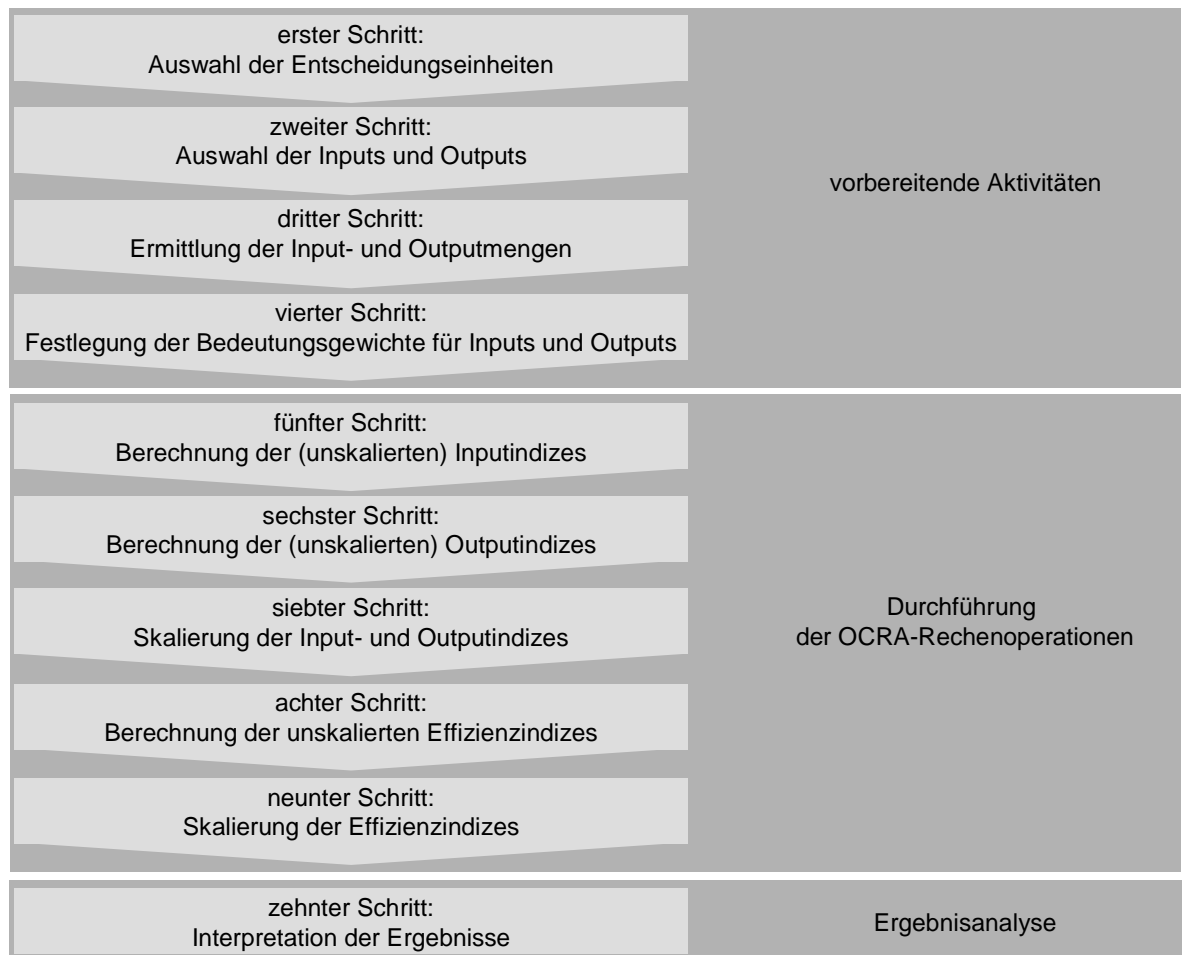 erster Schritt:
Auswahl der Entscheidungseinheiten
zweiter Schritt:
Auswahl der Inputs und Outputs
dritter Schritt:
Ermittlung der Input- und Outputmengen
vierter Schritt:
Festlegung der Bedeutungsgewichte für Inputs und Outputs
vorbereitende Aktivitäten
fünfter Schritt:
Berechnung der (unskalierten) Inputindizes
sechster Schritt:
Berechnung der (unskalierten) Outputindizes
siebter Schritt:
Skalierung der Input- und Outputindizes
achter Schritt:
Berechnung der unskalierten Effizienzindizes
neunter Schritt:
Skalierung der Effizienzindizes
Durchführung
der OCRA-Rechenoperationen
zehnter Schritt:
Interpretation der Ergebnisse
Ergebnisanalyse